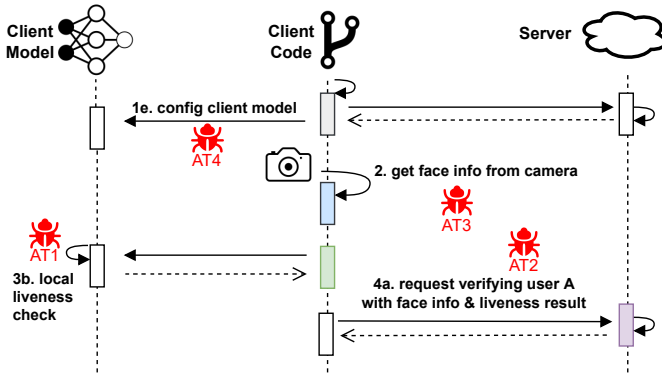 Client
Model
Client
Code
Server
1e. config client model
AT4
2. get face info from camera
AT3
AT1
AT2
3b. local
liveness
check
4a. request verifying user A
with face info & liveness result